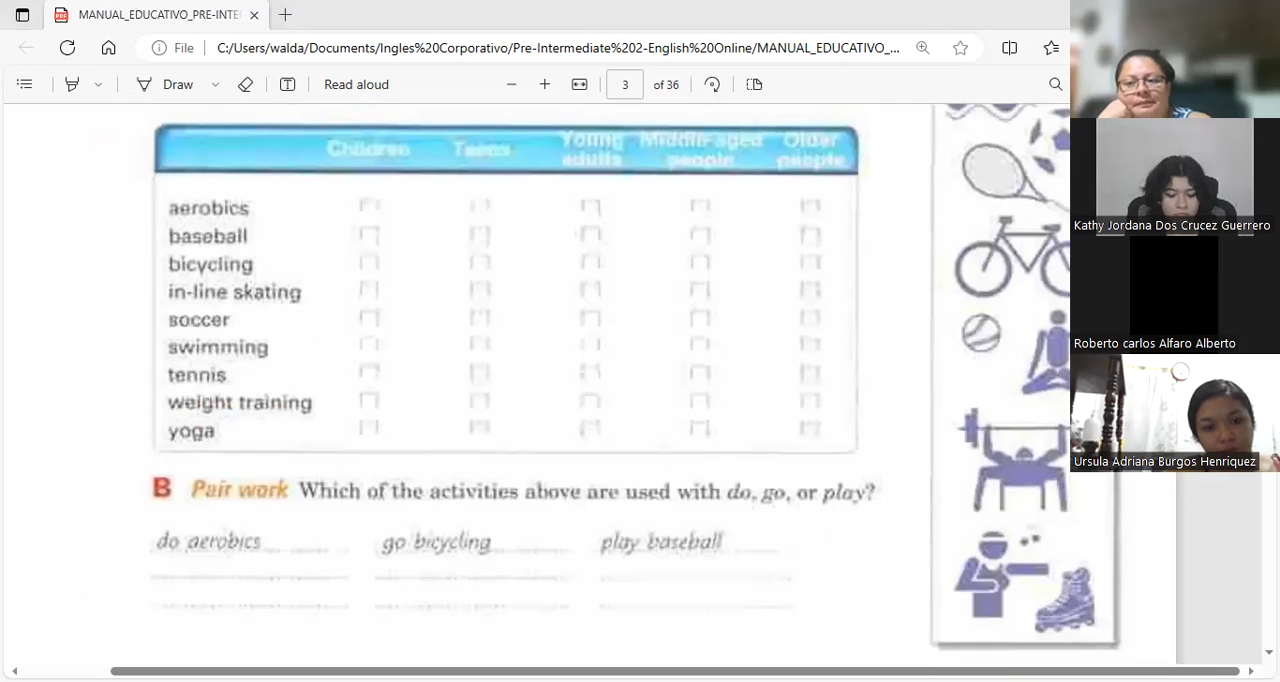 MANUAL_EDUCATIVO_PRE-INTE
File
C:/Users/walda/Documents/Ingles%20Corporativo/Pre-Intermediate%202-English%20Online/MANUAL_EDUCATIVO_...
Draw
Read aloud
3
of 36
Children Teens Young adults Middle-aged people Older people
aerobics
baseball
bicycling
in-line skating
soccer
swimming
tennis
weight training
yoga
B Pair work Which of the activities above are used with do, go, or play?
do aerobics go bicycling play baseball
Kathy Jordana Dos Crucez Guerrero
Roberto carlos Alfaro Alberto
Ursula Adriana Burgos Henriquez